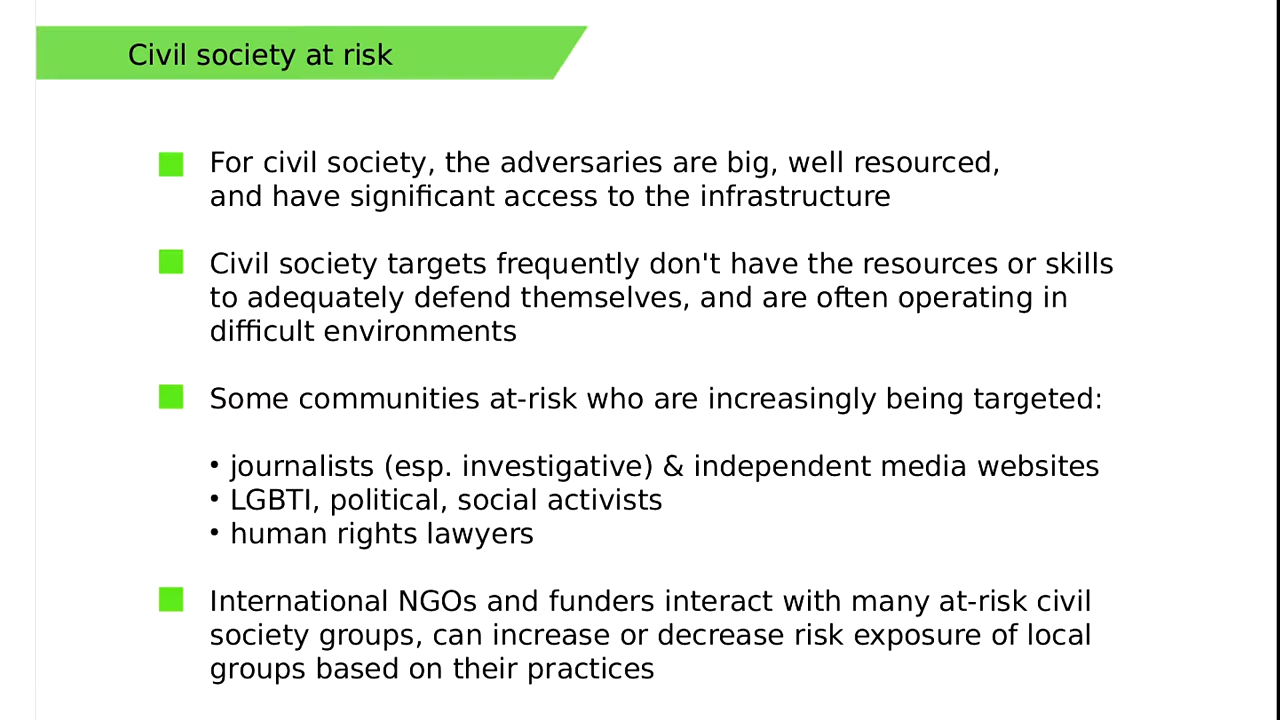 Civil society at risk
For civil society, the adversaries are big, well resourced,
and have significant access to the infrastructure
Civil society targets frequently don't have the resources or skills
to adequately defend themselves, and are often operating in
difficult environments
Some communities at-risk who are increasingly being targeted:
• journalists (esp. investigative) & independent media websites
• LGBTI, political, social activists
• human rights lawyers
International NGOs and funders interact with many at-risk civil
society groups, can increase or decrease risk exposure of local
groups based on their practices